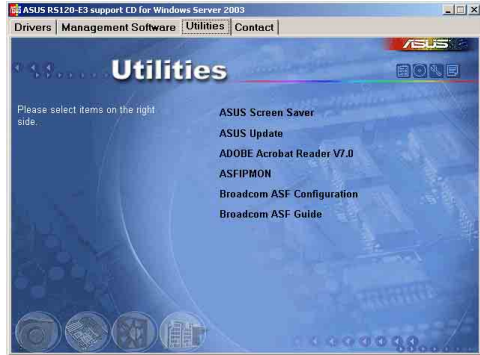 ASUS RS120-E3 support CD for Windows Server 2003
Drivers Management Software Utilities Contact
ASUS
Utilities
Please select items on the right
side.
ASUS Screen Saver
ASUS Update
ADOBE Acrobat Reader V7.0
ASFIPMON
Broadcom ASF Configuration
Broadcom ASF Guide